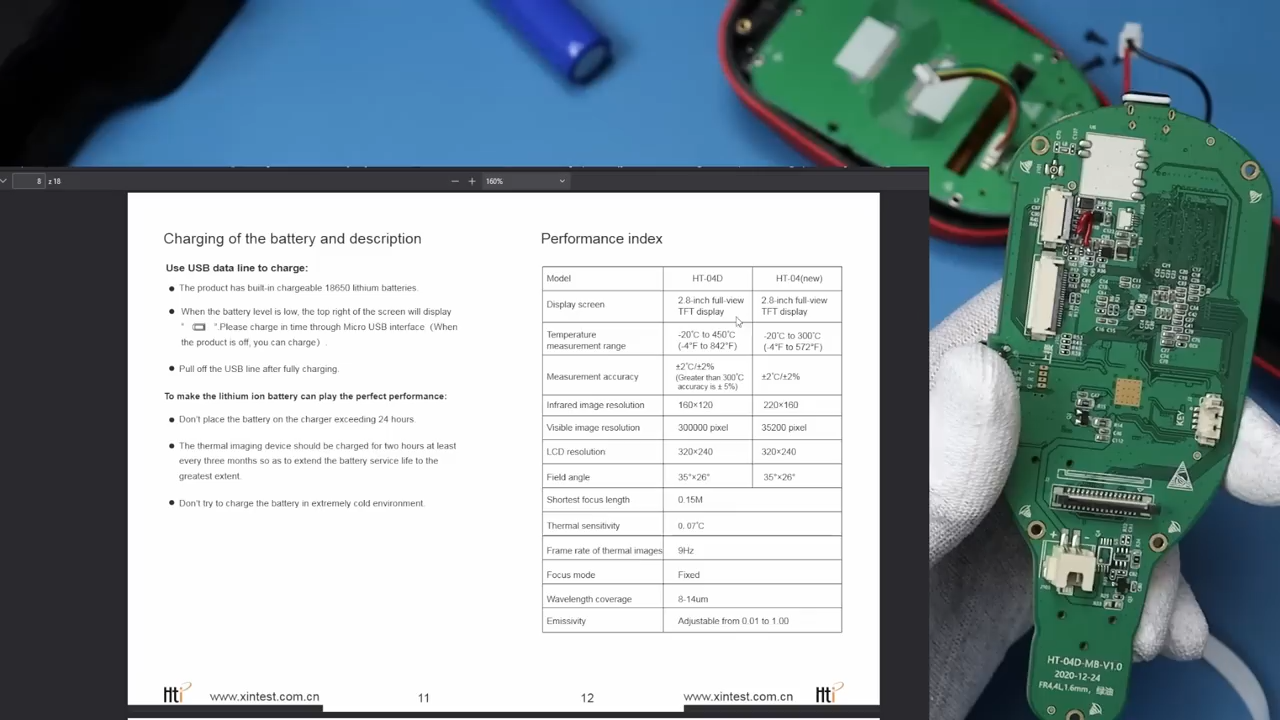 8 z 18
160%
Charging of the battery and description
Use USB data line to charge:
● The product has built-in chargeable 18650 lithium batteries.
● When the battery level is low, the top right of the screen will display
" ".Please charge in time through Micro USB interface（When
the product is off, you can charge）.
● Pull off the USB line after fully charging.
To make the lithium ion battery can play the perfect performance:
● Don't place the battery on the charger exceeding 24 hours.
● The thermal imaging device should be charged for two hours at least
every three months so as to extend the battery service life to the
greatest extent.
● Don't try to charge the battery in extremely cold environment.
Hti www.xintest.com.cn 11
Performance index
Model HT-04D HT-04(new)
Display screen 2.8-inch full-view TFT display 2.8-inch full-view TFT display
Temperature measurement range -20℃ to 450℃ (-4°F to 842°F) -20℃ to 300℃ (-4°F to 572°F)
Measurement accuracy ±2℃/±2% (Greater than 300℃ accuracy is ± 5%) ±2℃/±2%
Infrared image resolution 160×120 220×160
Visible image resolution 300000 pixel 35200 pixel
LCD resolution 320×240 320×240
Field angle 35°×26° 35°×26°
Shortest focus length 0.15M
Thermal sensitivity 0. 07℃
Frame rate of thermal images 9Hz
Focus mode Fixed
Wavelength coverage 8-14um
Emissivity Adjustable from 0.01 to 1.00
12 www.xintest.com.cn Hti
KEY
HT-04D-MB-V1.0
2020-12-24
FR4,4L,1.6mm，绿油